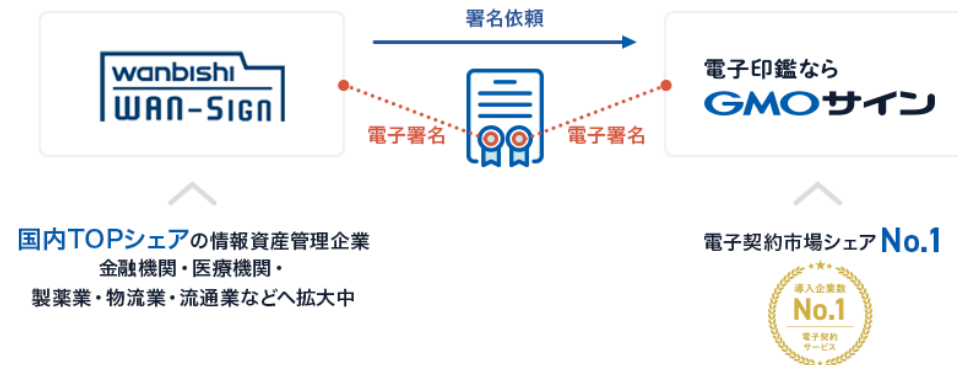 署名依頼
wanbishi
WAN-SIGN
電子印鑑なら
GMOサイン
電子署名
電子署名
国内TOPシェアの情報資産管理企業
金融機関・医療機関・
製薬業・物流業・流通業などへ拡大中
電子契約市場シェアNo.1
導入企業数
No.1
電子契約
サービス